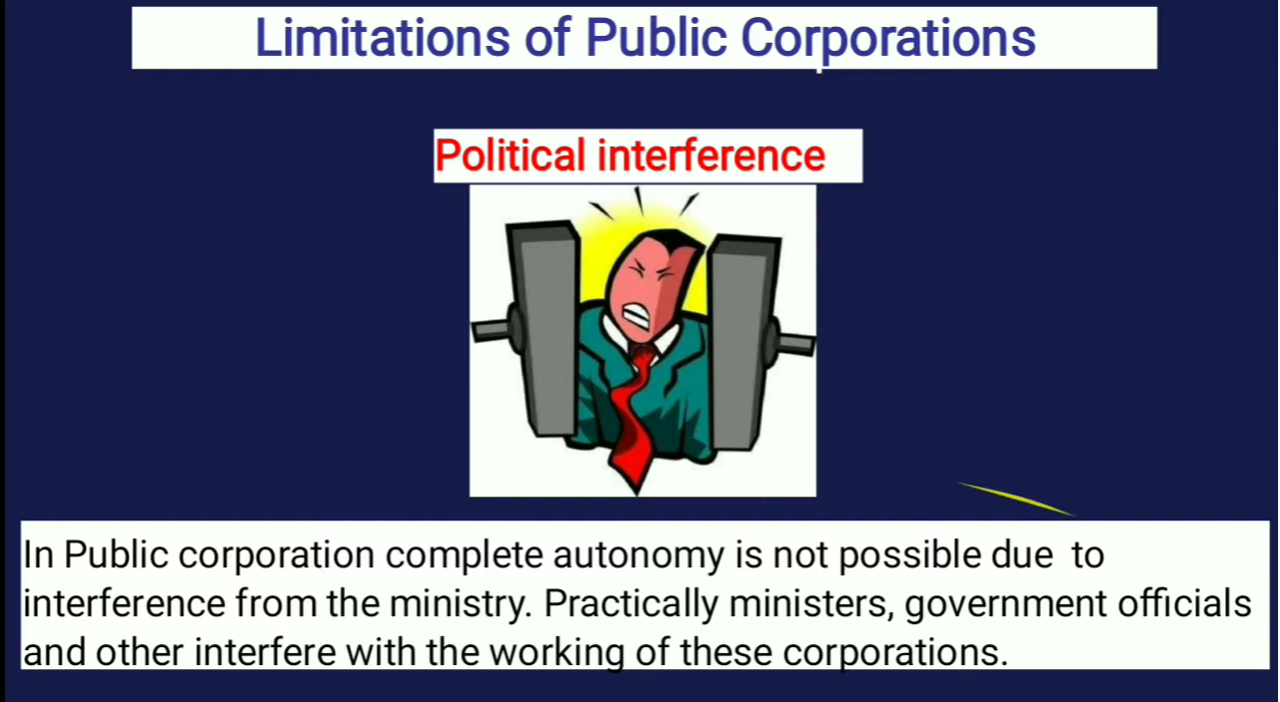 Limitations of Public Corporations
Political interference
In Public corporation complete autonomy is not possible due to
interference from the ministry. Practically ministers, government officials
and other interfere with the working of these corporations.